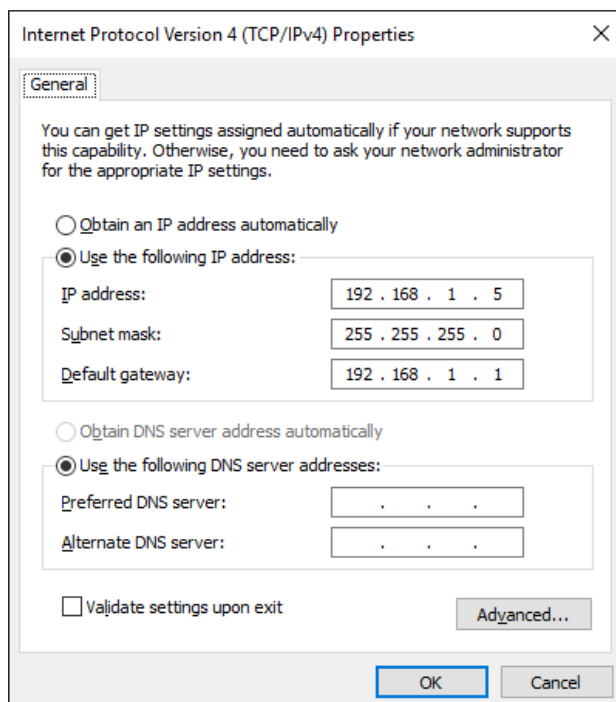 Internet Protocol Version 4 (TCP/IPv4) Properties
General
You can get IP settings assigned automatically if your network supports
this capability. Otherwise, you need to ask your network administrator
for the appropriate IP settings.
Obtain an IP address automatically
Use the following IP address:
IP address: 192 . 168 . 1 . 5
Subnet mask: 255 . 255 . 255 . 0
Default gateway: 192 . 168 . 1 . 1
Obtain DNS server address automatically
Use the following DNS server addresses:
Preferred DNS server: . . .
Alternate DNS server: . . .
Validate settings upon exit
Advanced...
OK Cancel